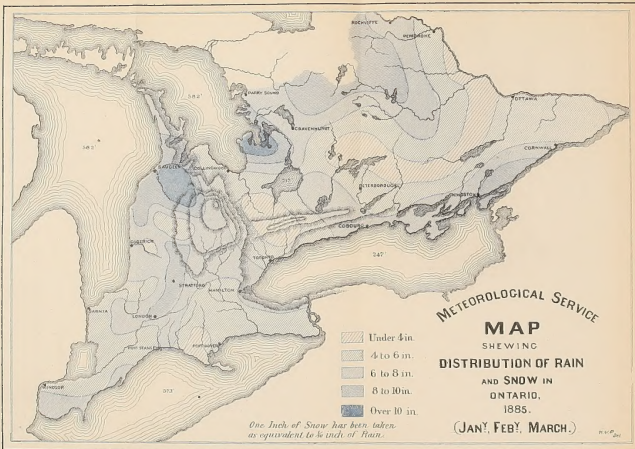 ROCKLIFFE
PEMBROKE
PARRY SOUND
582'
OTTAWA
GRAVENHURST
CORNWALL
SAUGEEN
COLLINGWOOD
PETERBOROUGH
KINGSTON
COBOURG
GODERICH
TORONTO
247'
STRATFORD
HAMILTON
SARNIA
LONDON
PORT STANLEY
PORT DOVER
WINDSOR
573'
METEOROLOGICAL SERVICE
MAP
SHEWING
DISTRIBUTION OF RAIN
AND SNOW IN
ONTARIO,
1885.
(JANY, FEBY, MARCH.)
Under 4 in.
4 to 6 in.
6 to 8 in.
8 to 10 in.
Over 10 in.
One Inch of Snow has been taken
as equivalent to 1/10 inch of Rain.